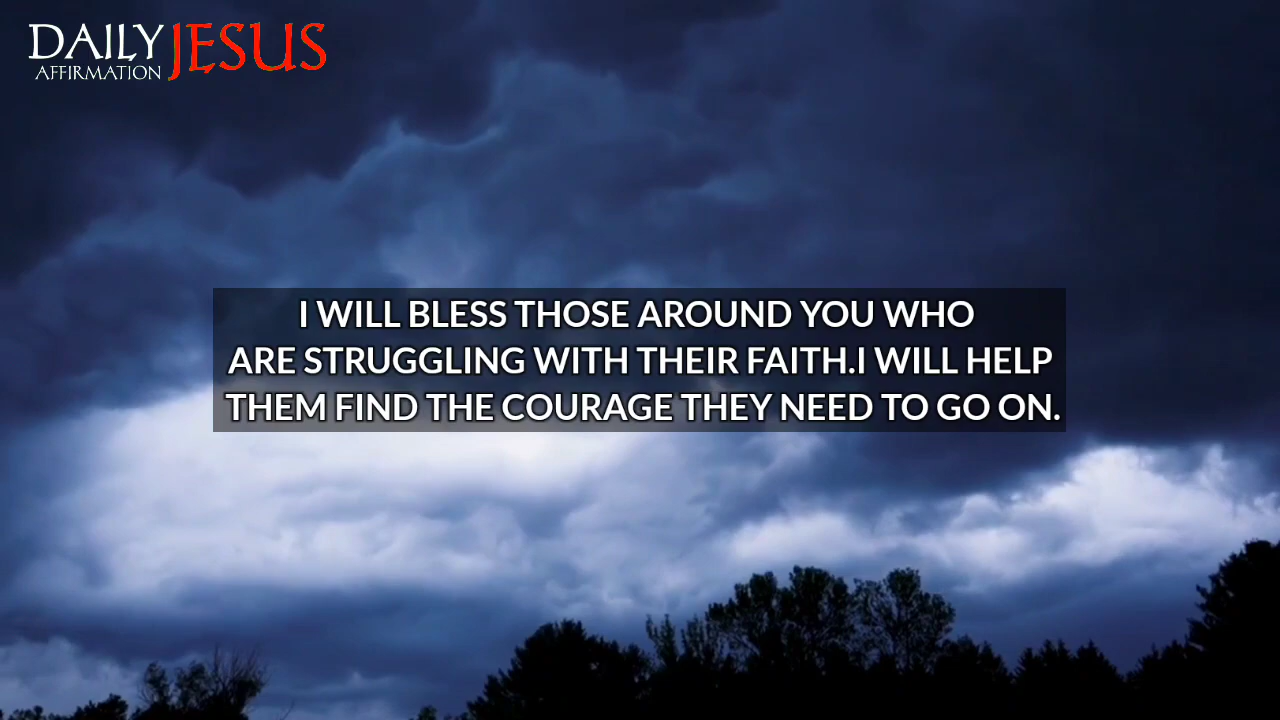 DAILY JESUS
AFFIRMATION
I WILL BLESS THOSE AROUND YOU WHO
ARE STRUGGLING WITH THEIR FAITH.I WILL HELP
THEM FIND THE COURAGE THEY NEED TO GO ON.